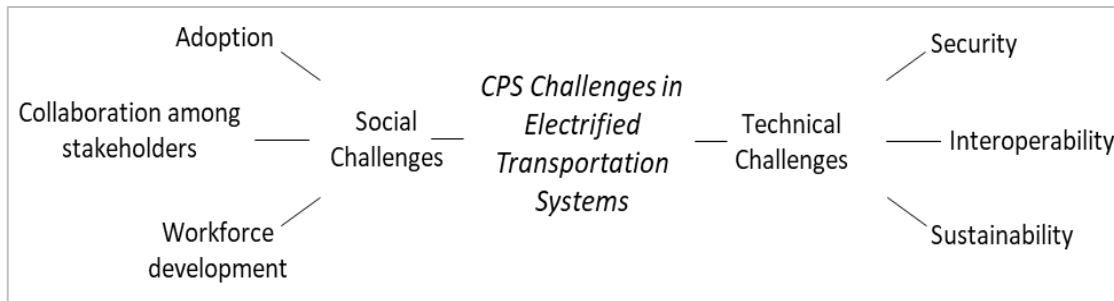 Adoption
Collaboration among
stakeholders
Workforce
development
Social
Challenges
CPS Challenges in
Electrified
Transportation
Systems
Technical
Challenges
Security
Interoperability
Sustainability